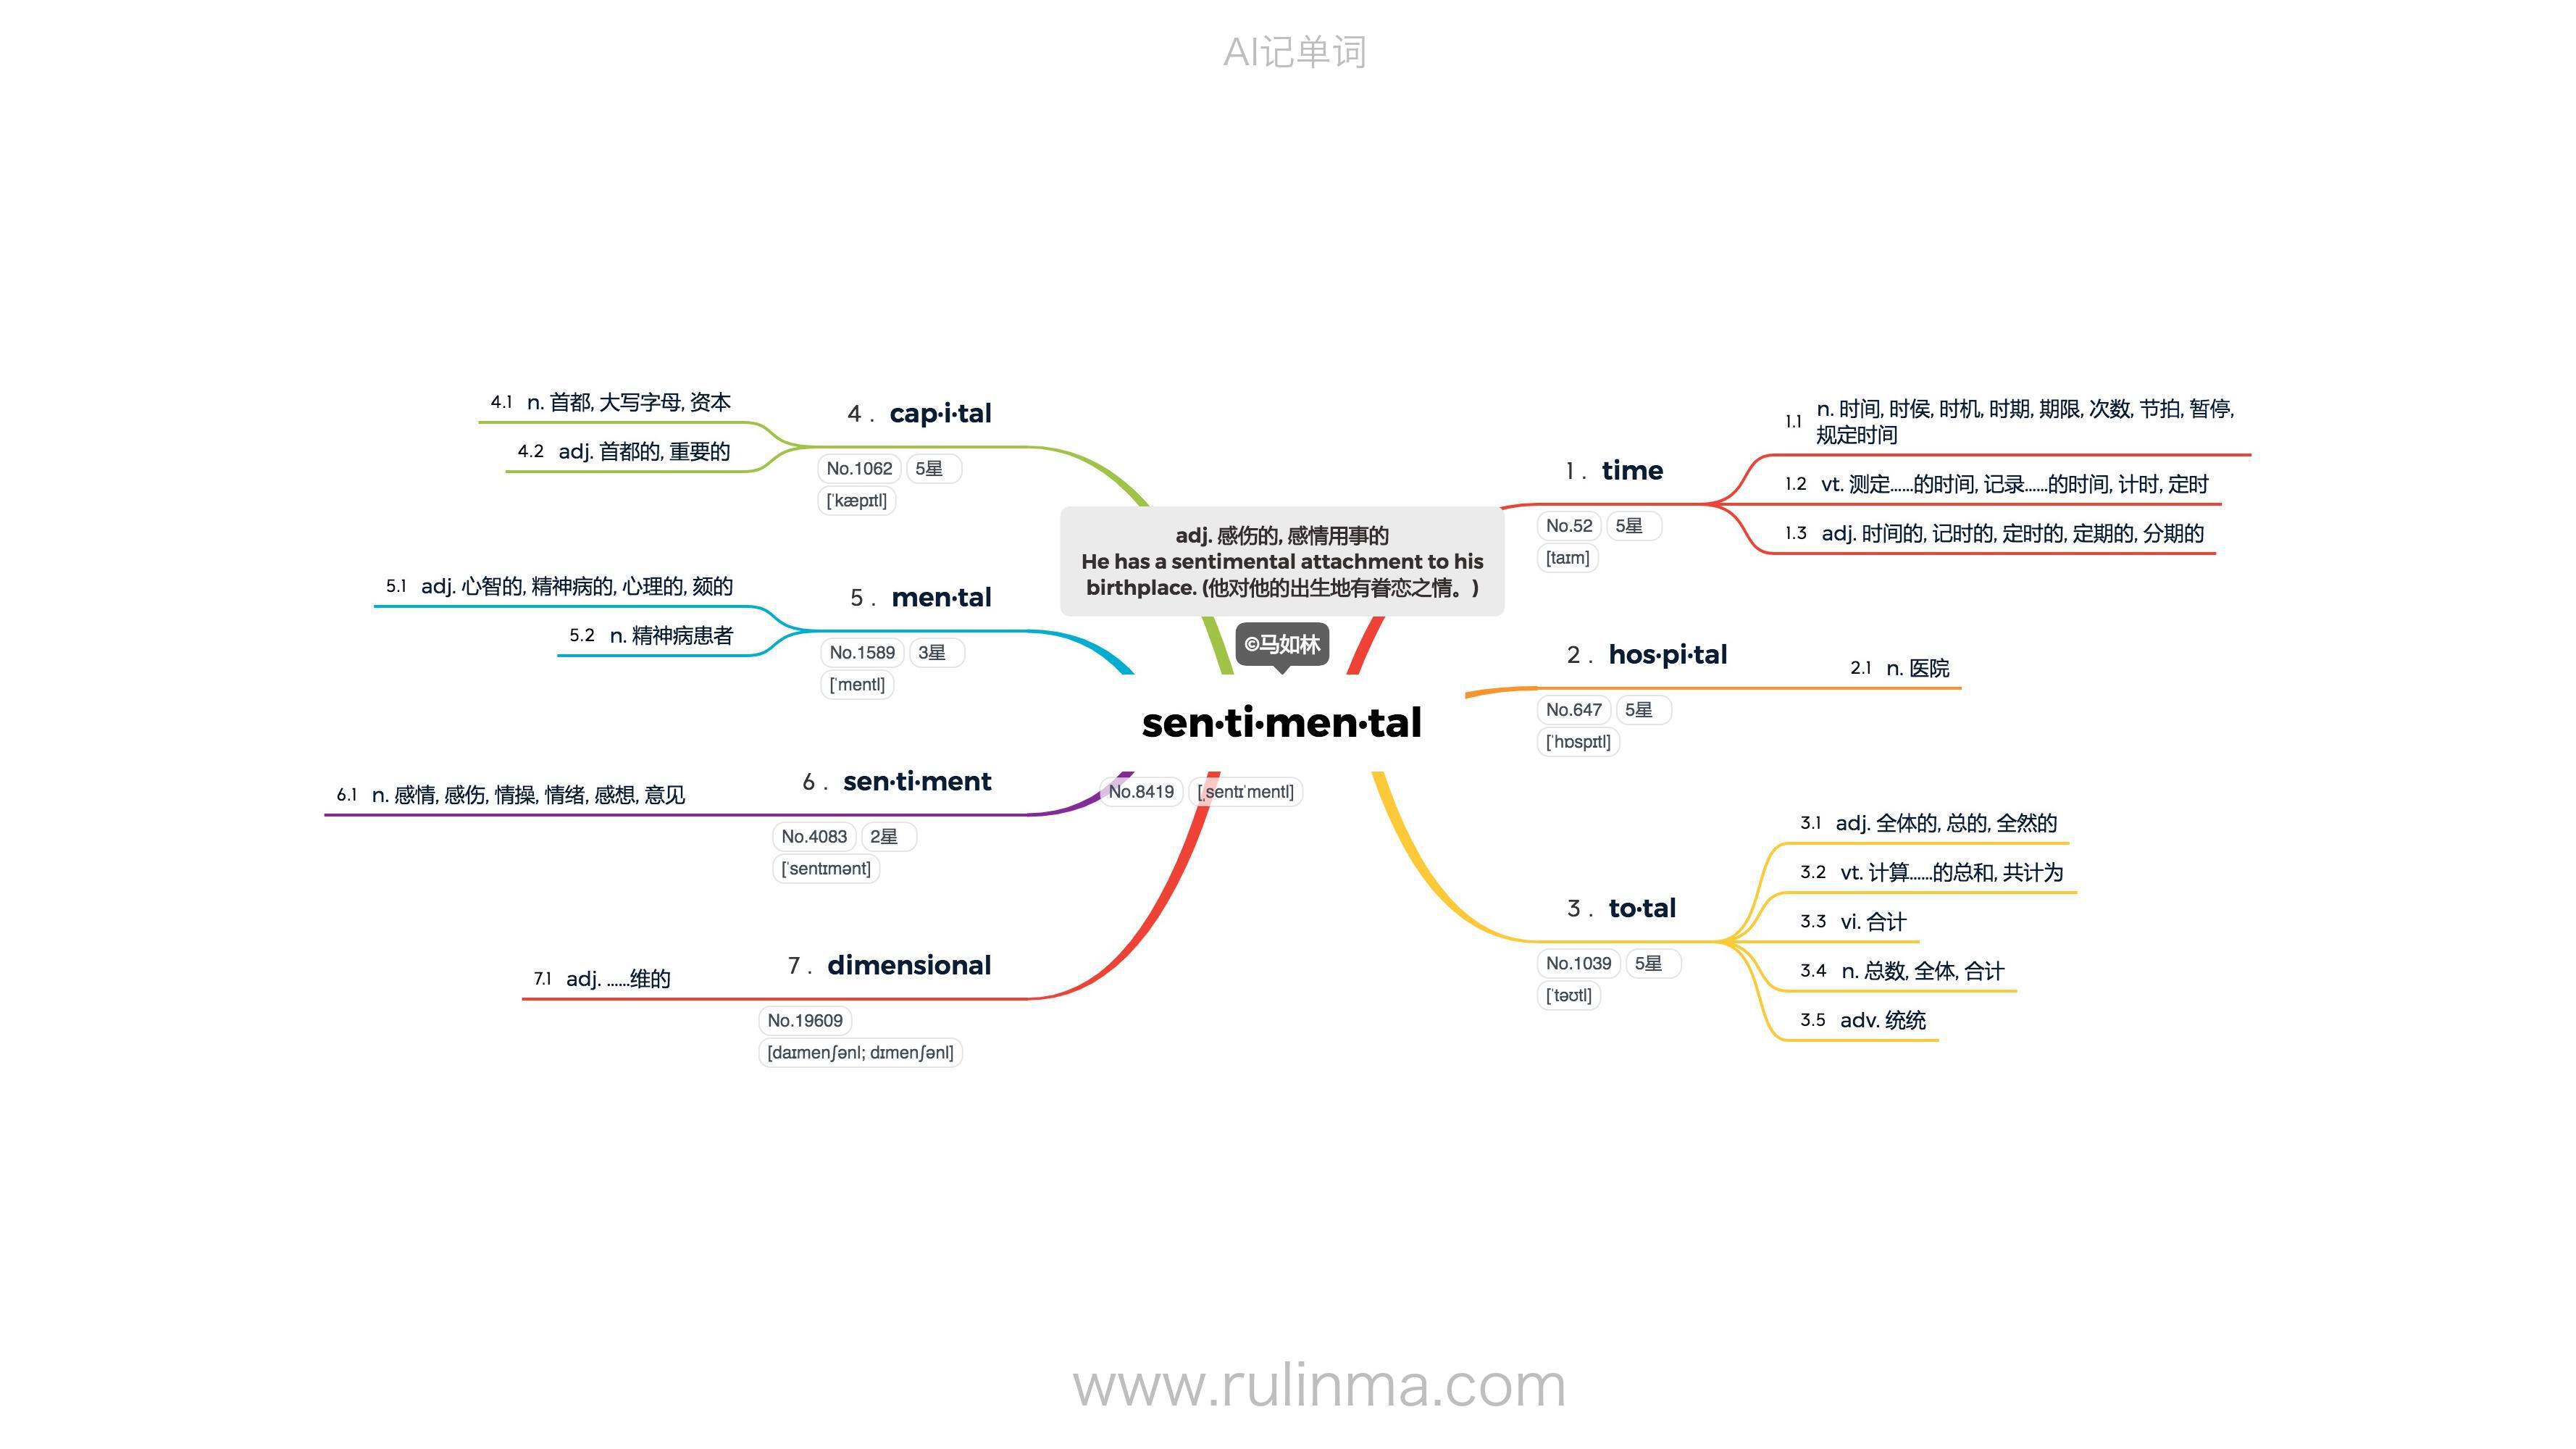 AI记单词
4 . cap·i·tal
No.1062 5星
[ˈkæpɪtl]
4.1 n. 首都, 大写字母, 资本
4.2 adj. 首都的, 重要的
5 . men·tal
No.1589 3星
[ˈmentl]
5.1 adj. 心智的, 精神病的, 心理的, 颏的
5.2 n. 精神病患者
6 . sen·ti·ment
No.4083 2星
[ˈsentɪmənt]
6.1 n. 感情, 感伤, 情操, 情绪, 感想, 意见
7 . dimensional
No.19609
[daɪmenʃənl; dɪmenʃənl]
7.1 adj. ……维的
adj. 感伤的, 感情用事的
He has a sentimental attachment to his
birthplace. (他对他的出生地有眷恋之情。)
©马如林
sen·ti·men·tal
No.8419 [ˌsentɪˈmentl]
1 . time
No.52 5星
[taɪm]
1.1 n. 时间, 时侯, 时机, 时期, 期限, 次数, 节拍, 暂停,
规定时间
1.2 vt. 测定……的时间, 记录……的时间, 计时, 定时
1.3 adj. 时间的, 记时的, 定时的, 定期的, 分期的
2 . hos·pi·tal
No.647 5星
[ˈhɒspɪtl]
2.1 n. 医院
3 . to·tal
No.1039 5星
[ˈtəʊtl]
3.1 adj. 全体的, 总的, 全然的
3.2 vt. 计算……的总和, 共计为
3.3 vi. 合计
3.4 n. 总数, 全体, 合计
3.5 adv. 统统
www.rulinma.com